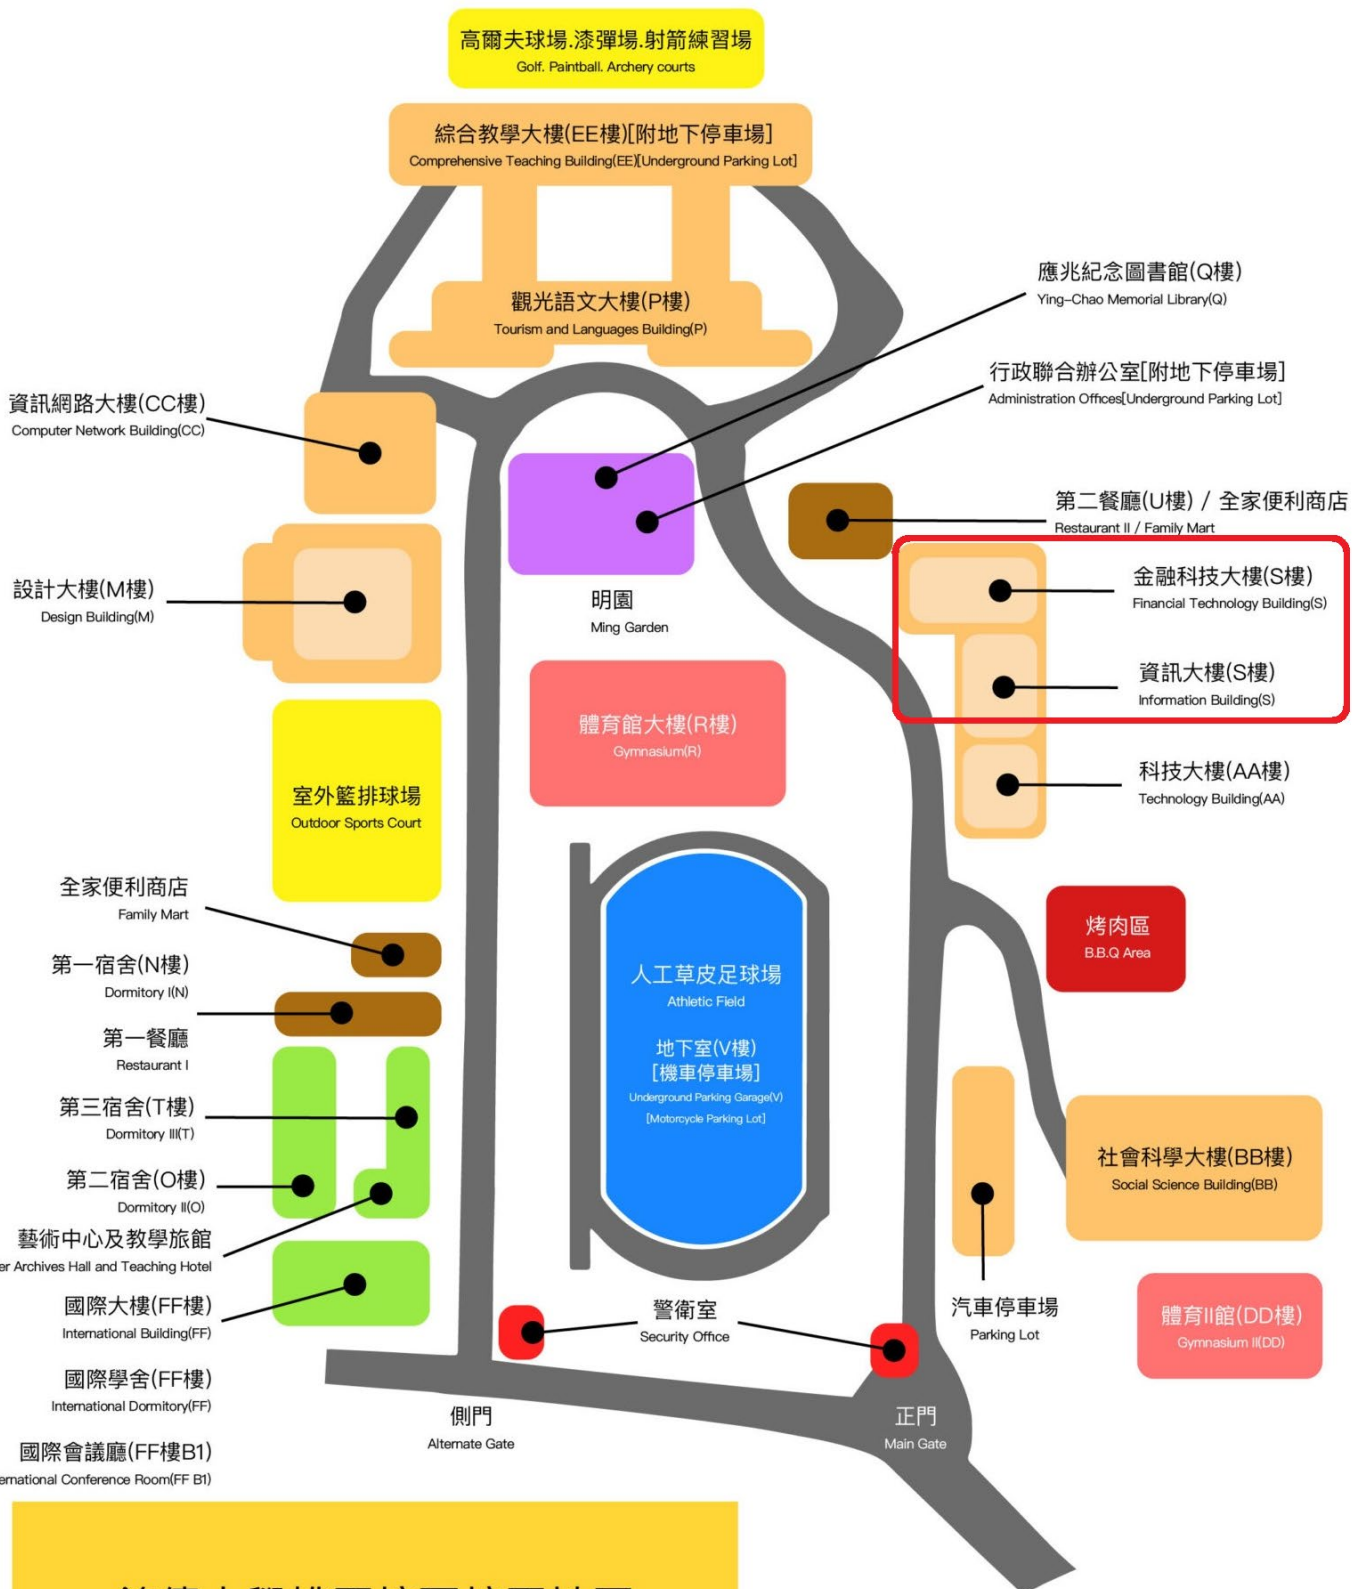 高爾夫球場.漆彈場.射箭練習場
Golf. Paintball. Archery courts
綜合教學大樓(EE樓)[附地下停車場]
Comprehensive Teaching Building(EE)[Underground Parking Lot]
觀光語文大樓(P樓)
Tourism and Languages Building(P)
應兆紀念圖書館(Q樓)
Ying-Chao Memorial Library(Q)
行政聯合辦公室[附地下停車場]
Administration Offices[Underground Parking Lot]
資訊網路大樓(CC樓)
Computer Network Building(CC)
第二餐廳(U樓) / 全家便利商店
Restaurant II / Family Mart
設計大樓(M樓)
Design Building(M)
明園
Ming Garden
金融科技大樓(S樓)
Financial Technology Building(S)
資訊大樓(S樓)
Information Building(S)
體育館大樓(R樓)
Gymnasium(R)
科技大樓(AA樓)
Technology Building(AA)
室外籃排球場
Outdoor Sports Court
全家便利商店
Family Mart
烤肉區
B.B.Q Area
第一宿舍(N樓)
Dormitory I(N)
人工草皮足球場
Athletic Field
地下室(V樓)
[機車停車場]
Underground Parking Garage(V)
[Motorcycle Parking Lot]
第一餐廳
Restaurant I
第三宿舍(T樓)
Dormitory III(T)
第二宿舍(O樓)
Dormitory II(O)
社會科學大樓(BB樓)
Social Science Building(BB)
藝術中心及教學旅館
Archives Hall and Teaching Hotel
國際大樓(FF樓)
International Building(FF)
警衛室
Security Office
汽車停車場
Parking Lot
體育II館(DD樓)
Gymnasium II(DD)
國際學舍(FF樓)
International Dormitory(FF)
側門
Alternate Gate
正門
Main Gate
國際會議廳(FF樓B1)
Conference Room(FF B1)